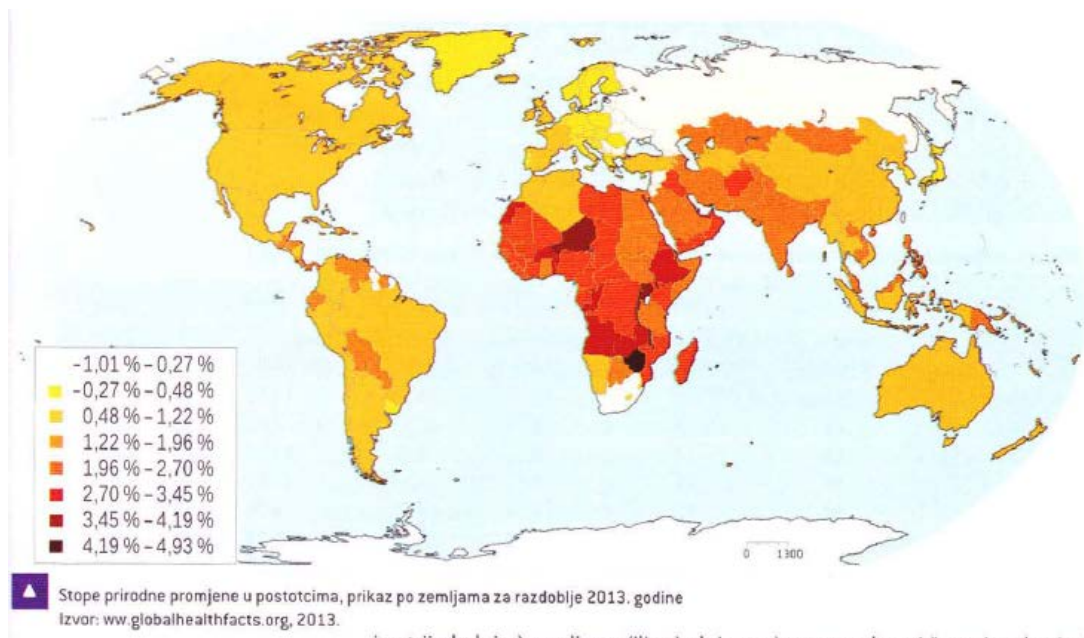 -1,01 % – 0,27 %
-0,27 % – 0,48 %
0,48 % – 1,22 %
1,22 % – 1,96 %
1,96 % – 2,70 %
2,70 % – 3,45 %
3,45 % – 4,19 %
4,19 % – 4,93 %
0 1300
Stope prirodne promjene u postotcima, prikaz po zemljama za razdoblje 2013. godine
Izvor: ww.globalhealthfacts.org, 2013.